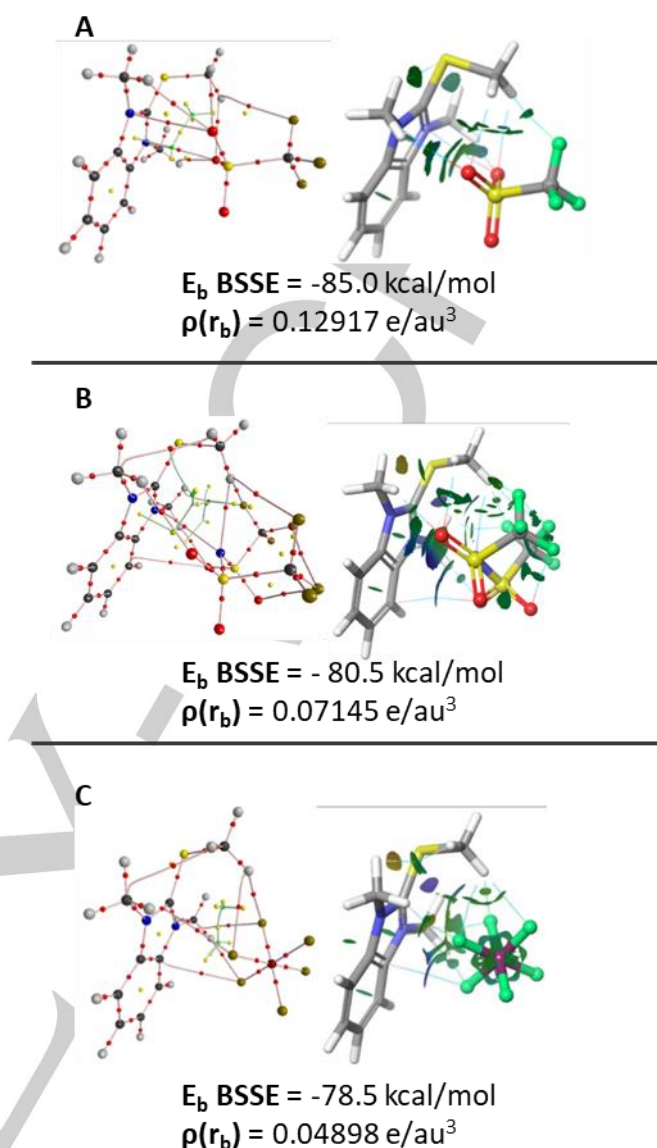 A
E_b BSSE = -85.0 kcal/mol
ρ(r_b) = 0.12917 e/au³
B
E_b BSSE = - 80.5 kcal/mol
ρ(r_b) = 0.07145 e/au³
C
E_b BSSE = -78.5 kcal/mol
ρ(r_b) = 0.04898 e/au³